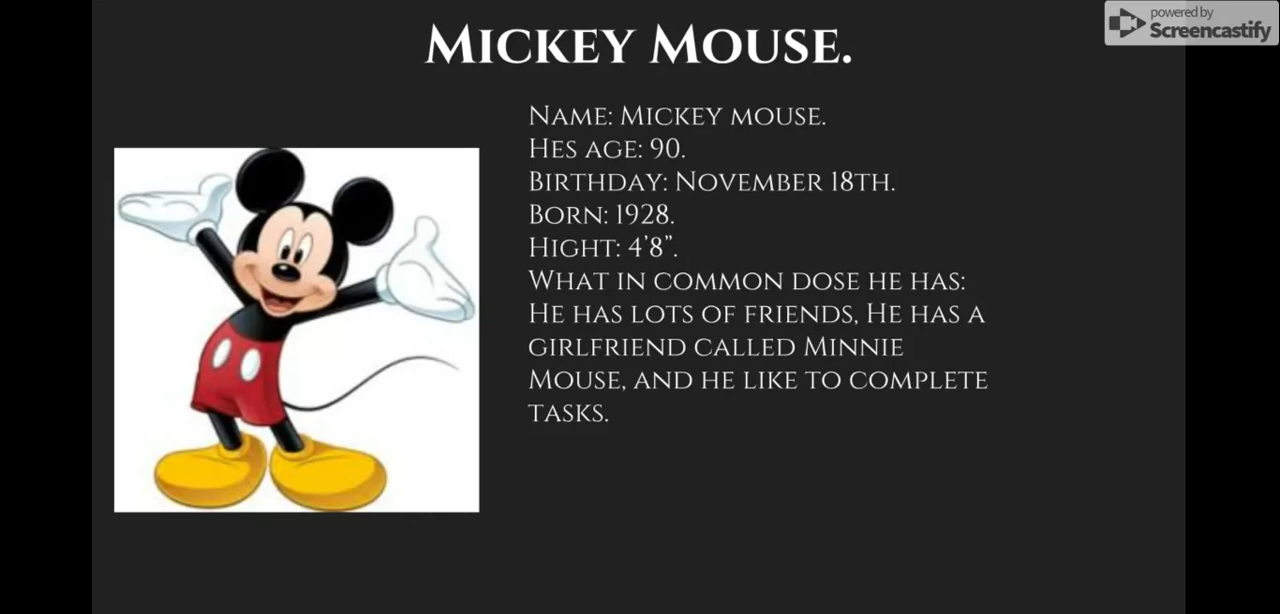 powered by
Screencastify
Mickey Mouse.
Name: Mickey mouse.
Hes age: 90.
Birthday: November 18th.
Born: 1928.
Hight: 4’8”.
What in common dose he has:
He has lots of friends, He has a
girlfriend called Minnie
Mouse, and he like to complete
tasks.